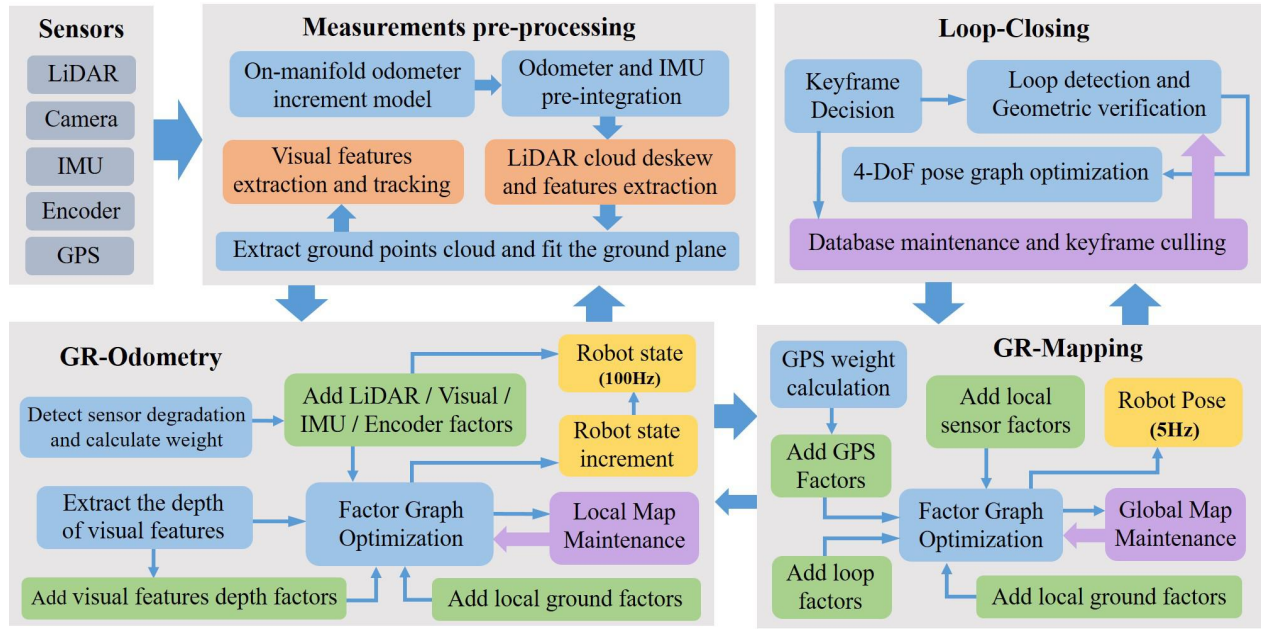 Sensors
LiDAR
Camera
IMU
Encoder
GPS
Measurements pre-processing
On-manifold odometer
increment model
Odometer and IMU
pre-integration
Visual features
extraction and tracking
LiDAR cloud deskew
and features extraction
Extract ground points cloud and fit the ground plane
Loop-Closing
Keyframe
Decision
Loop detection and
Geometric verification
4-DoF pose graph optimization
Database maintenance and keyframe culling
GR-Odometry
Detect sensor degradation
and calculate weight
Add LiDAR / Visual /
IMU / Encoder factors
Robot state
(100Hz)
Robot state
increment
Extract the depth
of visual features
Factor Graph
Optimization
Local Map
Maintenance
Add visual features depth factors
Add local ground factors
GR-Mapping
GPS weight
calculation
Add local
sensor factors
Robot Pose
(5Hz)
Add GPS
Factors
Factor Graph
Optimization
Global Map
Maintenance
Add loop
factors
Add local ground factors